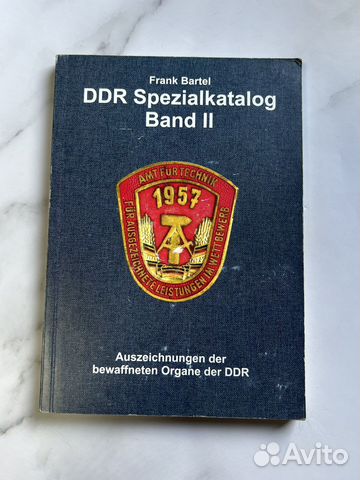 Frank Bartel
DDR Spezialkatalog
Band II
AMT FÜR TECHNIK
1957
FÜR AUSGEZEICHNETE LEISTUNGEN IM WETTBEWERB
Auszeichnungen der
bewaffneten Organe der DDR
Avito